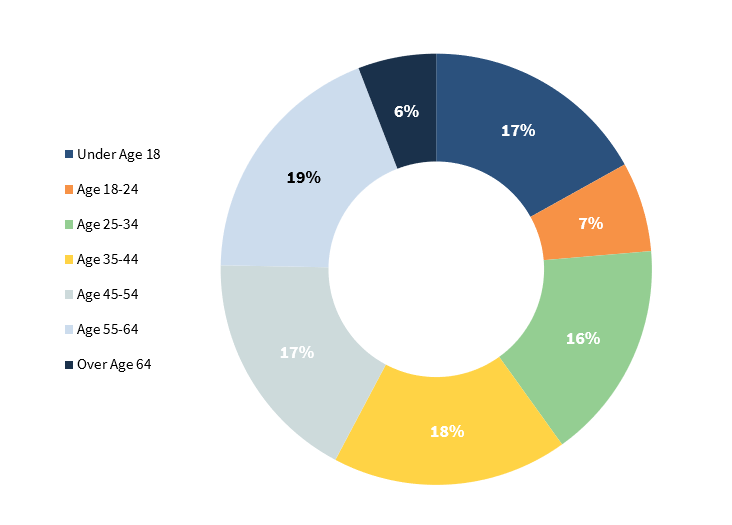 Under Age 18
Age 18-24
Age 25-34
Age 35-44
Age 45-54
Age 55-64
Over Age 64
6%
17%
19%
7%
16%
17%
18%